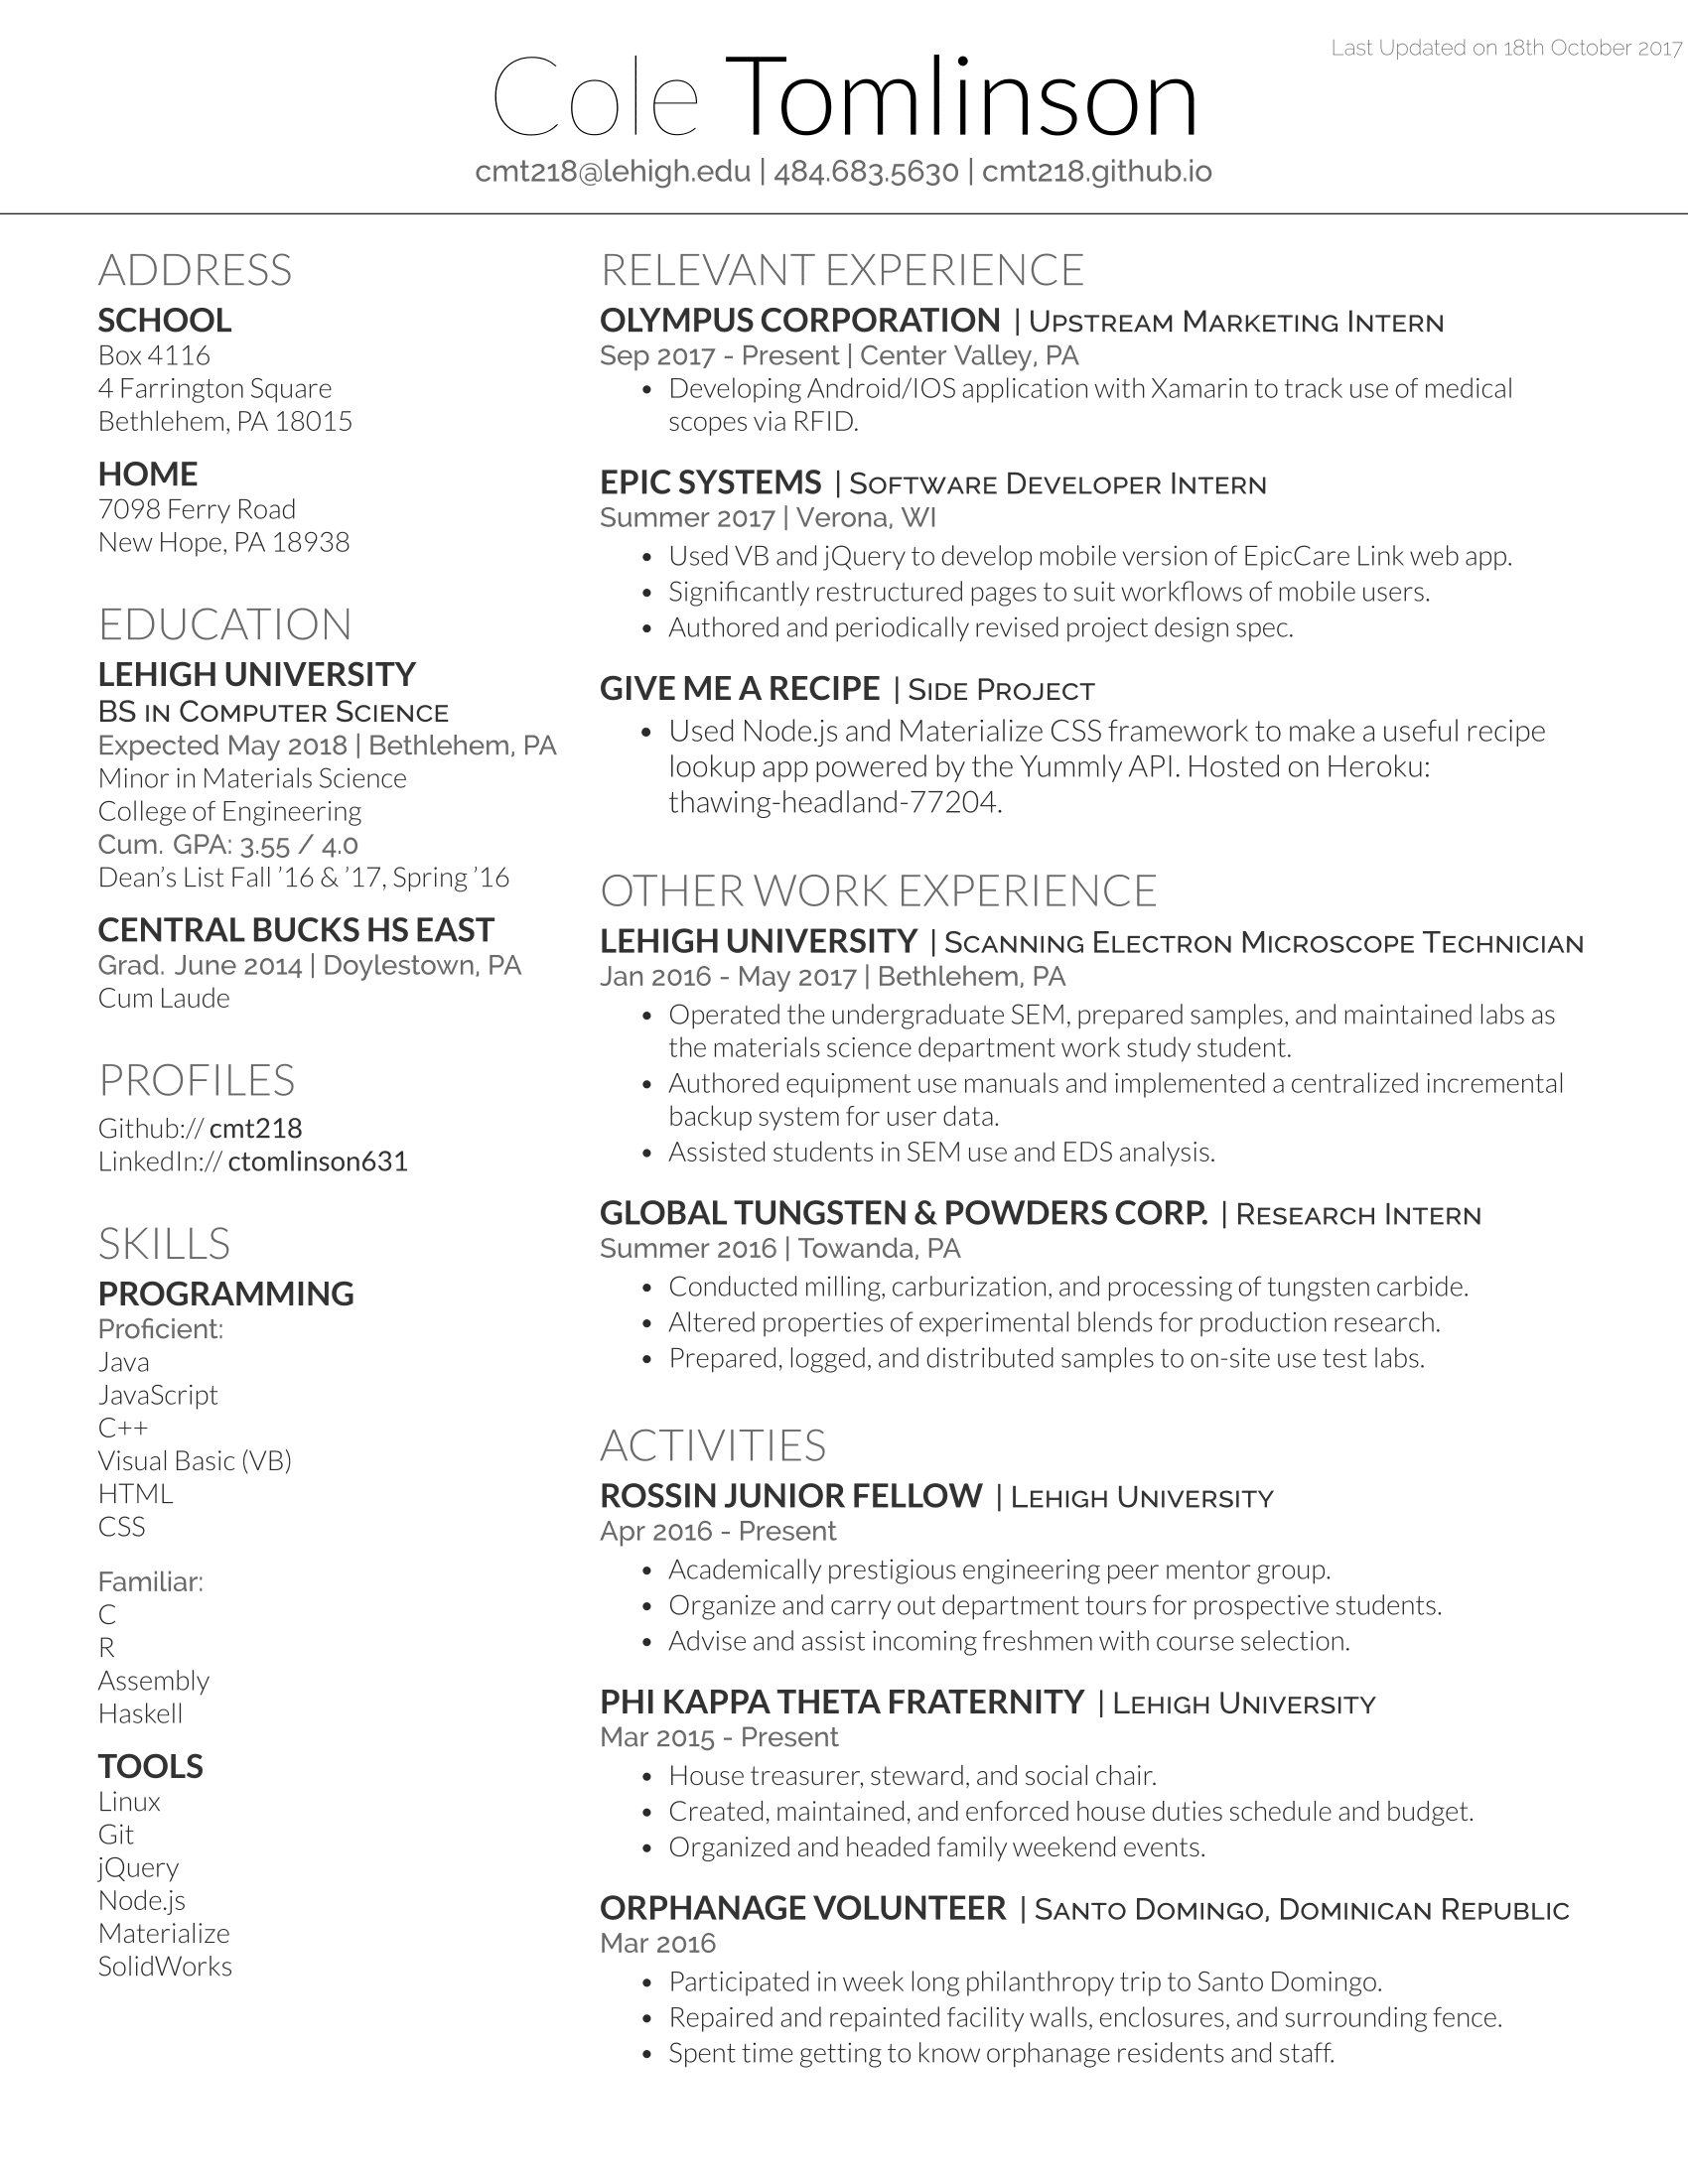 Last Updated on 18th October 2017
Cole Tomlinson
cmt218@lehigh.edu | 484.683.5630 | cmt218.github.io
ADDRESS
SCHOOL
Box 4116
4 Farrington Square
Bethlehem, PA 18015
HOME
7098 Ferry Road
New Hope, PA 18938
EDUCATION
LEHIGH UNIVERSITY
BS in Computer Science
Expected May 2018 | Bethlehem, PA
Minor in Materials Science
College of Engineering
Cum. GPA: 3.55 / 4.0
Dean’s List Fall ’16 & ’17, Spring ’16
CENTRAL BUCKS HS EAST
Grad. June 2014 | Doylestown, PA
Cum Laude
PROFILES
Github:// cmt218
LinkedIn:// ctomlinson631
SKILLS
PROGRAMMING
Proficient:
Java
JavaScript
C++
Visual Basic (VB)
HTML
CSS
Familiar:
C
R
Assembly
Haskell
TOOLS
Linux
Git
jQuery
Node.js
Materialize
SolidWorks
RELEVANT EXPERIENCE
OLYMPUS CORPORATION | Upstream Marketing Intern
Sep 2017 - Present | Center Valley, PA
• Developing Android/IOS application with Xamarin to track use of medical
scopes via RFID.
EPIC SYSTEMS | Software Developer Intern
Summer 2017 | Verona, WI
• Used VB and jQuery to develop mobile version of EpicCare Link web app.
• Significantly restructured pages to suit workflows of mobile users.
• Authored and periodically revised project design spec.
GIVE ME A RECIPE | Side Project
• Used Node.js and Materialize CSS framework to make a useful recipe
lookup app powered by the Yummly API. Hosted on Heroku:
thawing-headland-77204.
OTHER WORK EXPERIENCE
LEHIGH UNIVERSITY | Scanning Electron Microscope Technician
Jan 2016 - May 2017 | Bethlehem, PA
• Operated the undergraduate SEM, prepared samples, and maintained labs as
the materials science department work study student.
• Authored equipment use manuals and implemented a centralized incremental
backup system for user data.
• Assisted students in SEM use and EDS analysis.
GLOBAL TUNGSTEN & POWDERS CORP. | Research Intern
Summer 2016 | Towanda, PA
• Conducted milling, carburization, and processing of tungsten carbide.
• Altered properties of experimental blends for production research.
• Prepared, logged, and distributed samples to on-site use test labs.
ACTIVITIES
ROSSIN JUNIOR FELLOW | Lehigh University
Apr 2016 - Present
• Academically prestigious engineering peer mentor group.
• Organize and carry out department tours for prospective students.
• Advise and assist incoming freshmen with course selection.
PHI KAPPA THETA FRATERNITY | Lehigh University
Mar 2015 - Present
• House treasurer, steward, and social chair.
• Created, maintained, and enforced house duties schedule and budget.
• Organized and headed family weekend events.
ORPHANAGE VOLUNTEER | Santo Domingo, Dominican Republic
Mar 2016
• Participated in week long philanthropy trip to Santo Domingo.
• Repaired and repainted facility walls, enclosures, and surrounding fence.
• Spent time getting to know orphanage residents and staff.